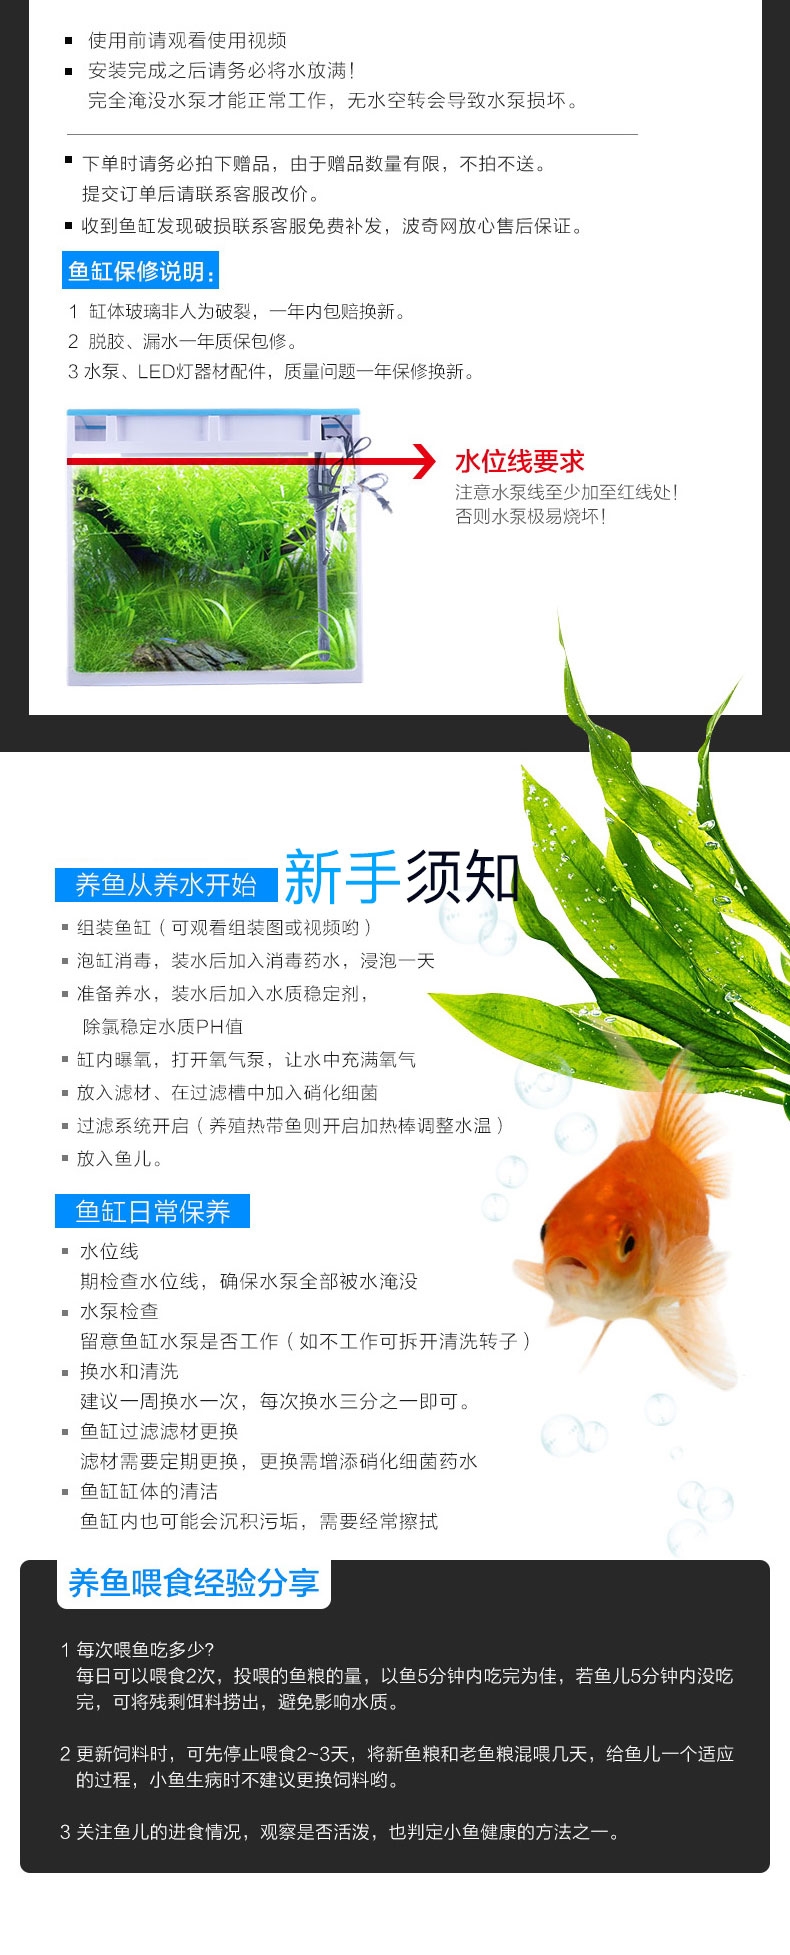 使用前请观看使用视频
安装完成之后请务必将水放满！
完全淹没水泵才能正常工作，无水空转会导致水泵损坏。
下单时请务必拍下赠品，由于赠品数量有限，不拍不送。
提交订单后请联系客服改价。
收到鱼缸发现破损联系客服免费补发，波奇网放心售后保证。
鱼缸保修说明：
1 缸体玻璃非人为破裂，一年内包赔换新。
2 脱胶、漏水一年质保包修。
3 水泵、LED灯器材配件，质量问题一年保修换新。
水位线要求
注意水泵线至少加至红线处！
否则水泵极易烧坏！
养鱼从养水开始 新手须知
组装鱼缸（可观看组装图或视频哟）
泡缸消毒，装水后加入消毒药水，浸泡一天
准备养水，装水后加入水质稳定剂，
除氯稳定水质PH值
缸内曝氧，打开氧气泵，让水中充满氧气
放入滤材、在过滤槽中加入硝化细菌
过滤系统开启（养殖热带鱼则开启加热棒调整水温）
放入鱼儿。
鱼缸日常保养
水位线
期检查水位线，确保水泵全部被水淹没
水泵检查
留意鱼缸水泵是否工作（如不工作可拆开清洗转子）
换水和清洗
建议一周换水一次，每次换水三分之一即可。
鱼缸过滤滤材更换
滤材需要定期更换，更换需增添硝化细菌药水
鱼缸缸体的清洁
鱼缸内也可能会沉积污垢，需要经常擦拭
养鱼喂食经验分享
1 每次喂鱼吃多少？
每日可以喂食2次，投喂的鱼粮的量，以鱼5分钟内吃完为佳，若鱼儿5分钟内没吃
完，可将残剩饵料捞出，避免影响水质。
2 更新饲料时，可先停止喂食2~3天，将新鱼粮和老鱼粮混喂几天，给鱼儿一个适应
的过程，小鱼生病时不建议更换饲料哟。
3 关注鱼儿的进食情况，观察是否活泼，也判定小鱼健康的方法之一。